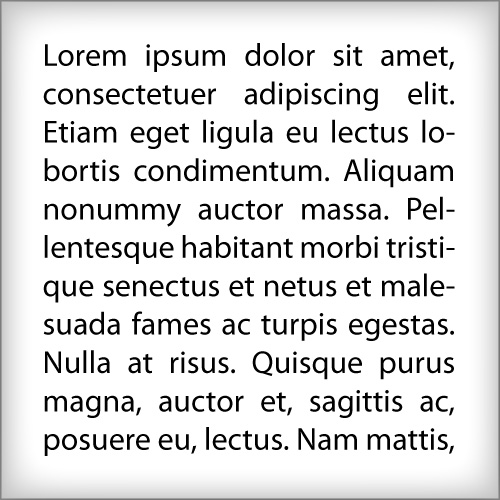 Lorem ipsum dolor sit amet,
consectetuer adipiscing elit.
Etiam eget ligula eu lectus lo-
bortis condimentum. Aliquam
nonummy auctor massa. Pel-
lentesque habitant morbi tristi-
que senectus et netus et male-
suada fames ac turpis egestas.
Nulla at risus. Quisque purus
magna, auctor et, sagittis ac,
posuere eu, lectus. Nam mattis,